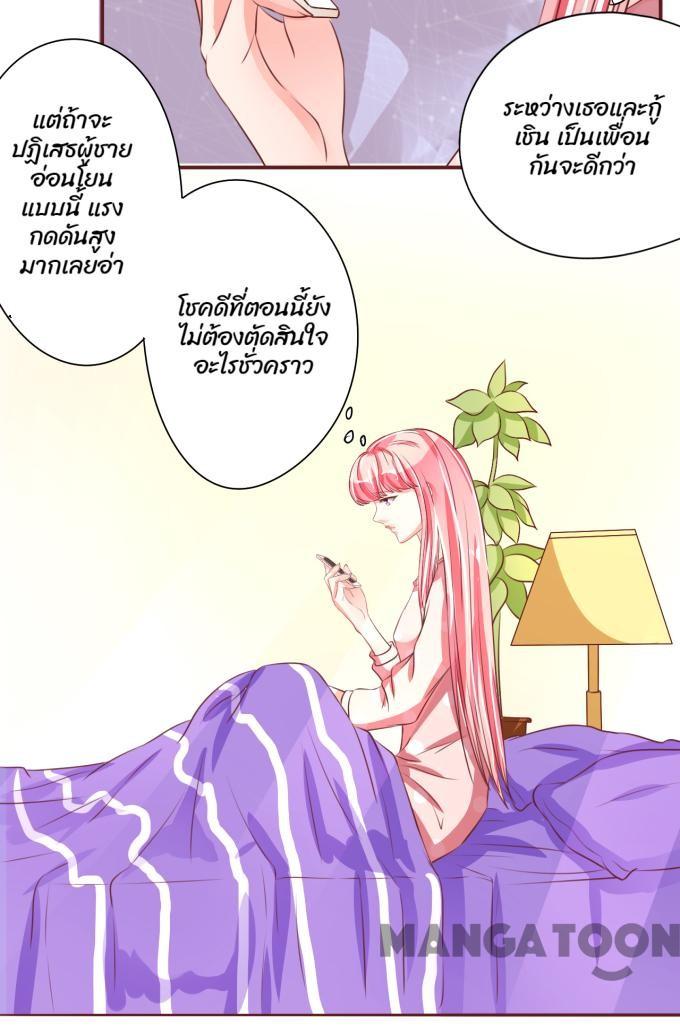 ระหว่างเธอและกู้
เชิน เป็นเพื่อน
กันจะดีกว่า
แต่ถ้าจะ
ปฏิเสธผู้ชาย
อ่อนโยน
แบบนี้ แรง
กดดันสูง
มากเลยอ่า
โชคดีที่ตอนนี้ยัง
ไม่ต้องตัดสินใจ
อะไรชั่วคราว
MANGATOON